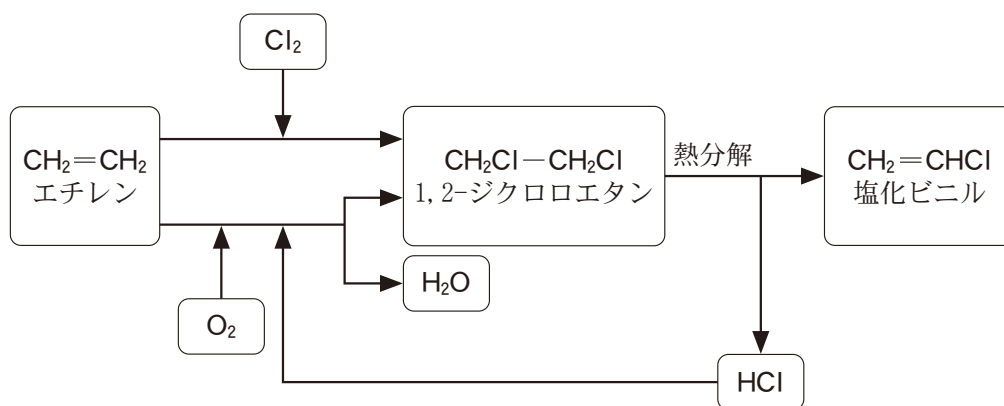 Cl₂
CH₂＝CH₂
エチレン
CH₂Cl－CH₂Cl
1, 2-ジクロロエタン
熱分解
CH₂＝CHCl
塩化ビニル
H₂O
O₂
HCl